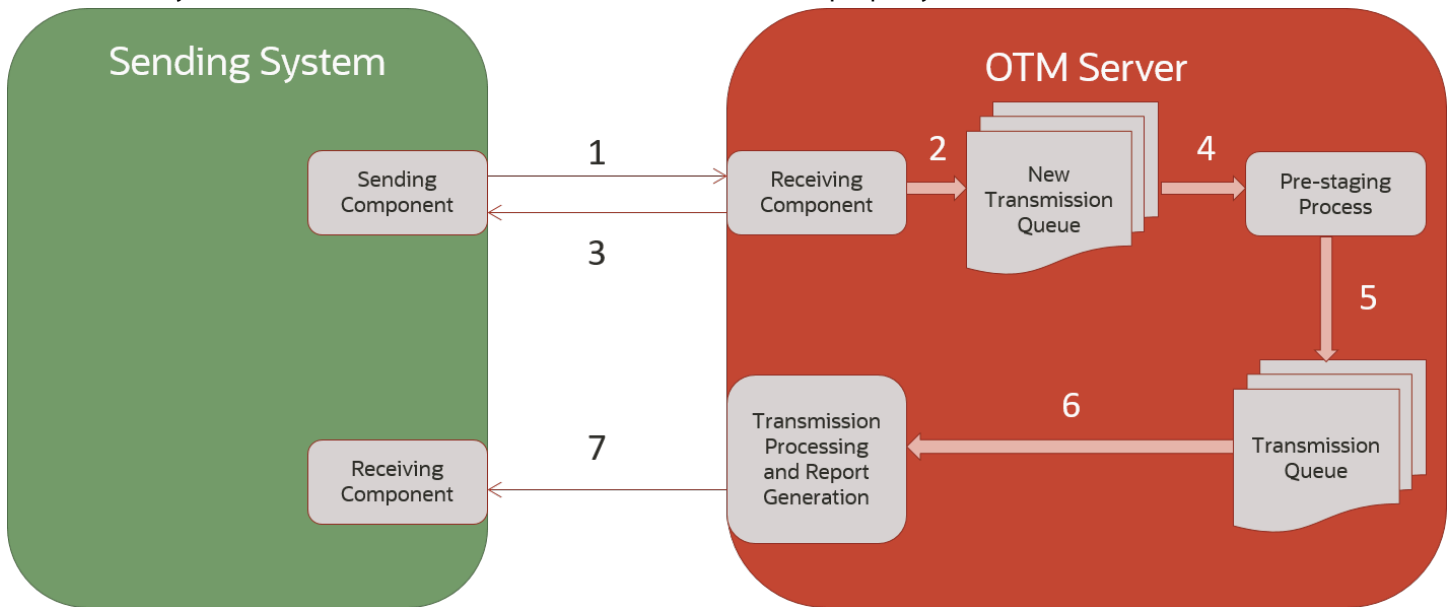 Sending System
OTM Server
1
2
4
Sending
Component
Receiving
Component
New
Transmission
Queue
Pre-staging
Process
3
5
6
Transmission
Processing
and Report
Generation
Transmission
Queue
7
Receiving
Component